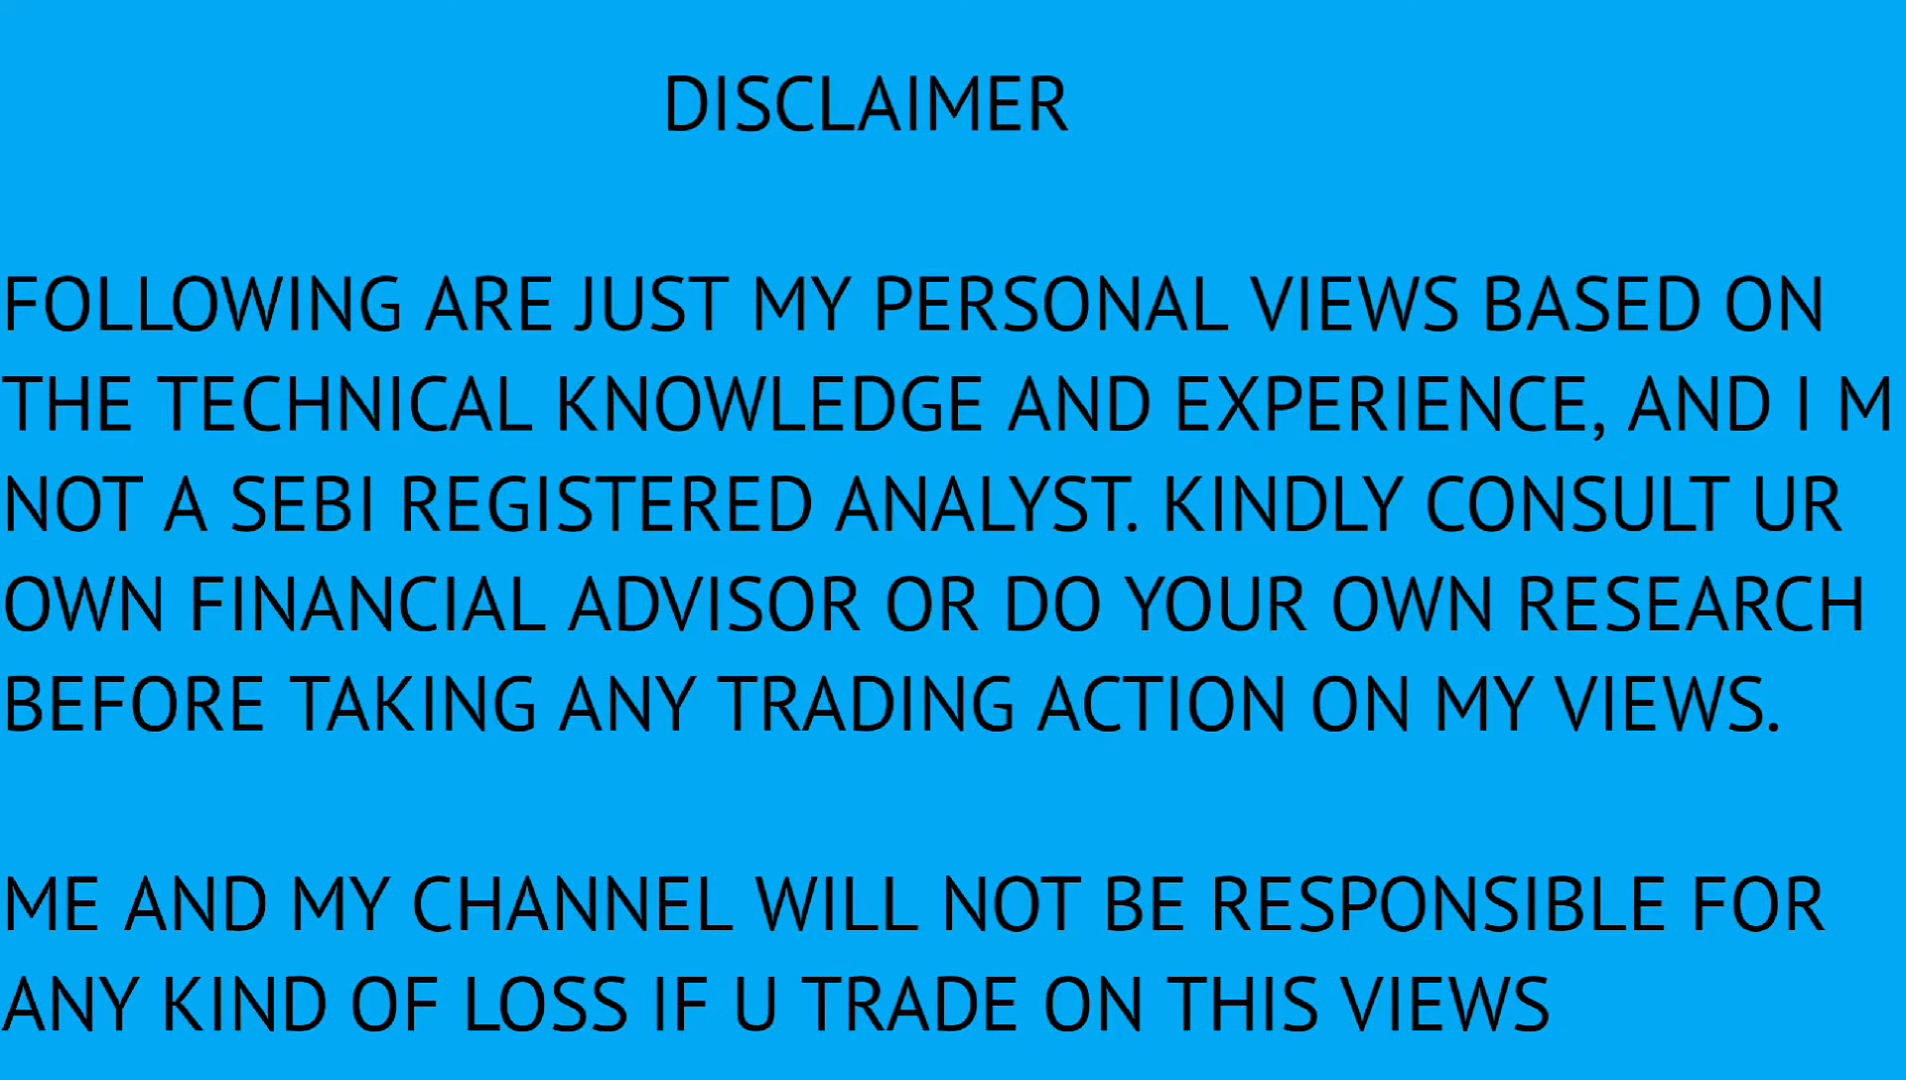 DISCLAIMER
FOLLOWING ARE JUST MY PERSONAL VIEWS BASED ON
THE TECHNICAL KNOWLEDGE AND EXPERIENCE, AND I M
NOT A SEBI REGISTERED ANALYST. KINDLY CONSULT UR
OWN FINANCIAL ADVISOR OR DO YOUR OWN RESEARCH
BEFORE TAKING ANY TRADING ACTION ON MY VIEWS.
ME AND MY CHANNEL WILL NOT BE RESPONSIBLE FOR
ANY KIND OF LOSS IF U TRADE ON THIS VIEWS